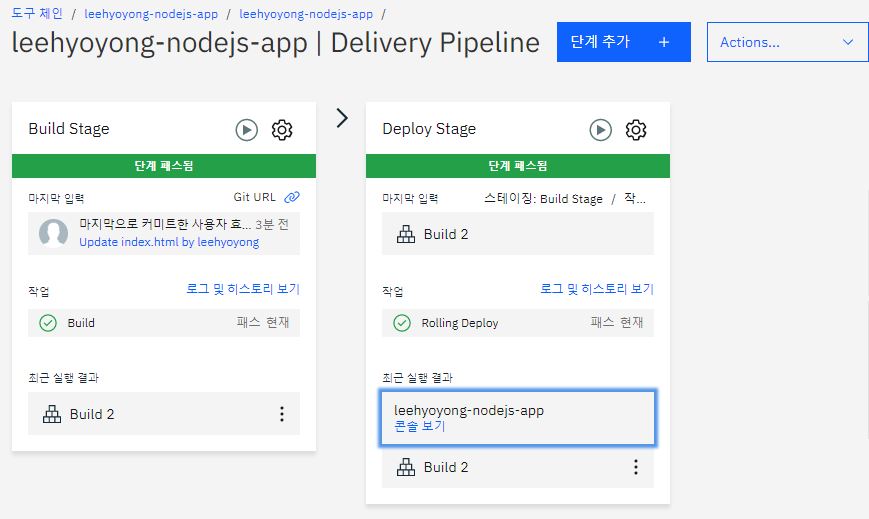 도구 체인 / leehyoyong-nodejs-app / leehyoyong-nodejs-app /
leehyoyong-nodejs-app | Delivery Pipeline
단계 추가 +
Actions...
Build Stage
단계 패스됨
마지막 입력 Git URL
마지막으로 커미트한 사용자 효... 3분 전
Update index.html by leehyoyong
작업 로그 및 히스토리 보기
Build 패스 현재
최근 실행 결과
Build 2
Deploy Stage
단계 패스됨
마지막 입력 스테이징: Build Stage / 작...
Build 2
작업 로그 및 히스토리 보기
Rolling Deploy 패스 현재
최근 실행 결과
leehyoyong-nodejs-app
콘솔 보기
Build 2